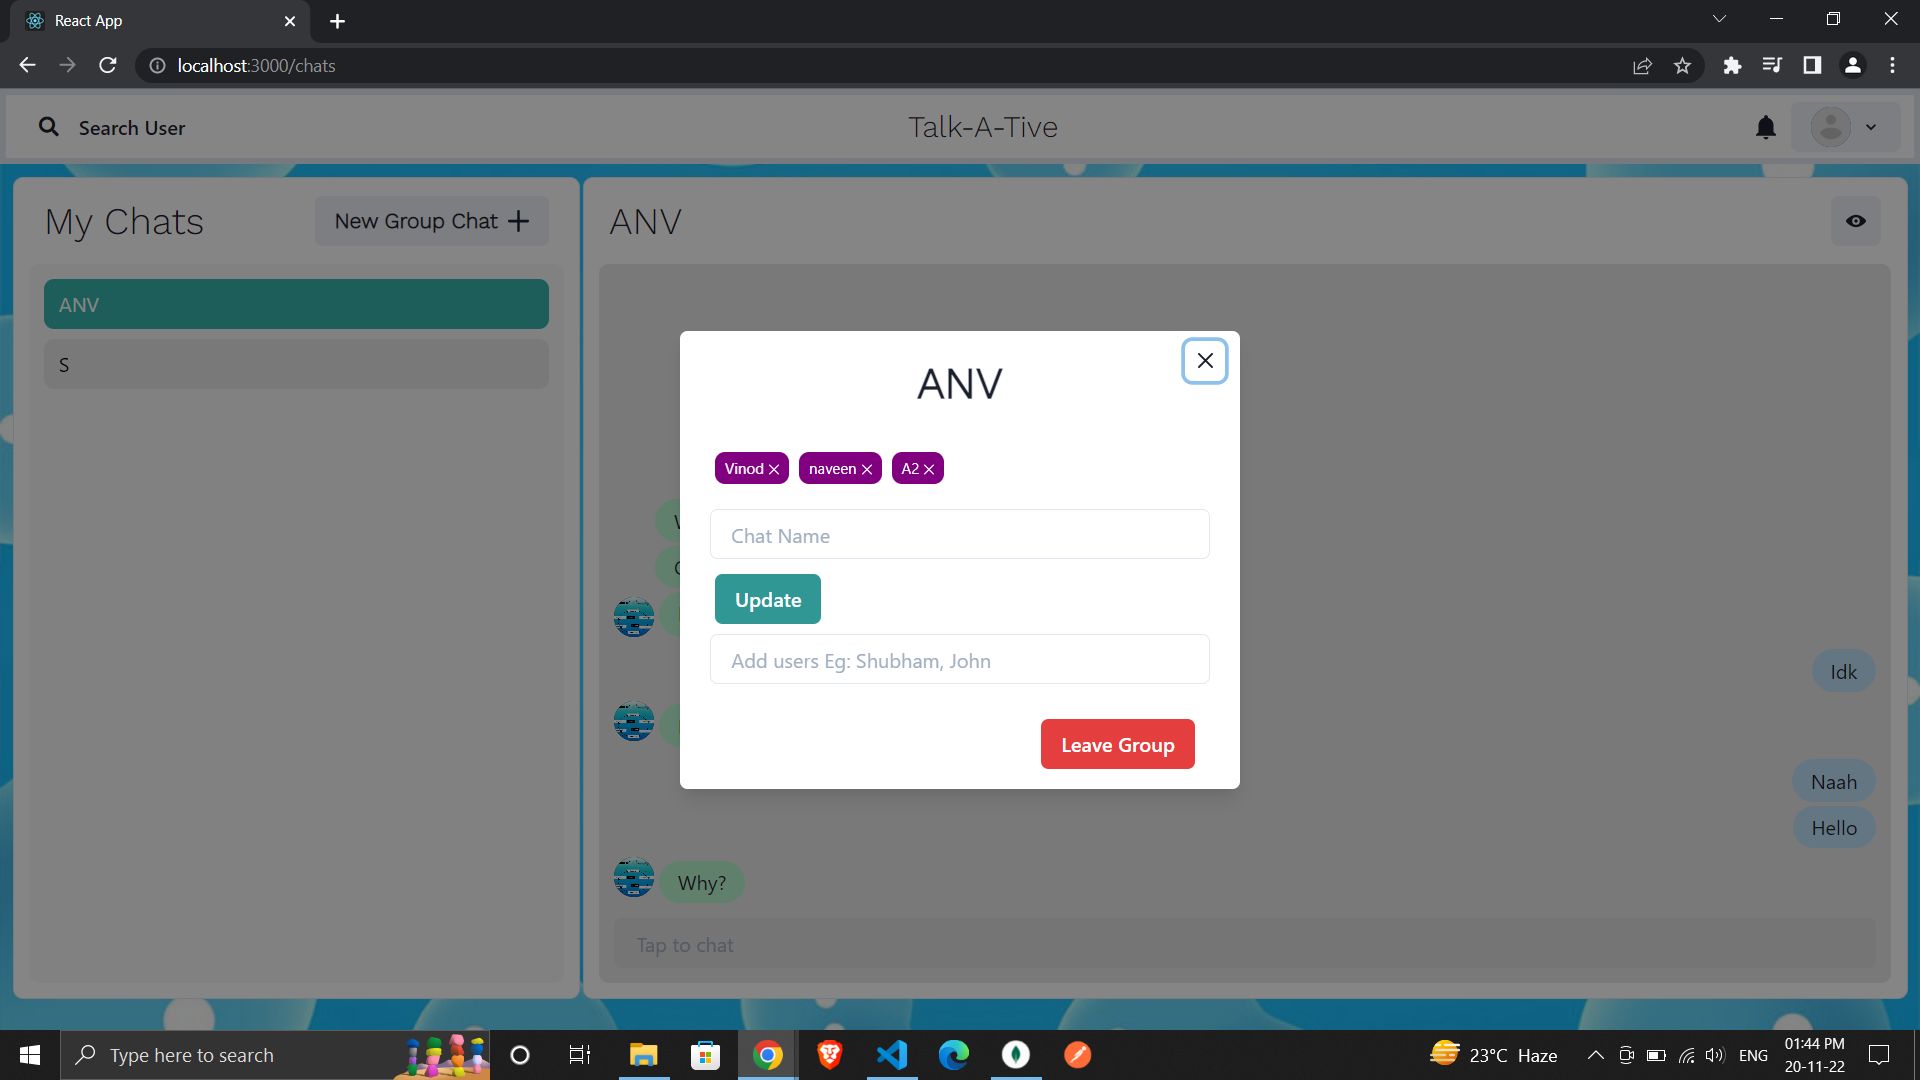 React App
localhost:3000/chats
Search User
Talk-A-Tive
My Chats
New Group Chat
ANV
S
ANV
ANV
Vinod
naveen
A2
Chat Name
Update
Add users Eg: Shubham, John
Leave Group
Idk
Naah
Hello
Why?
Tap to chat
Type here to search
23°C Haze
ENG
01:44 PM
20-11-22